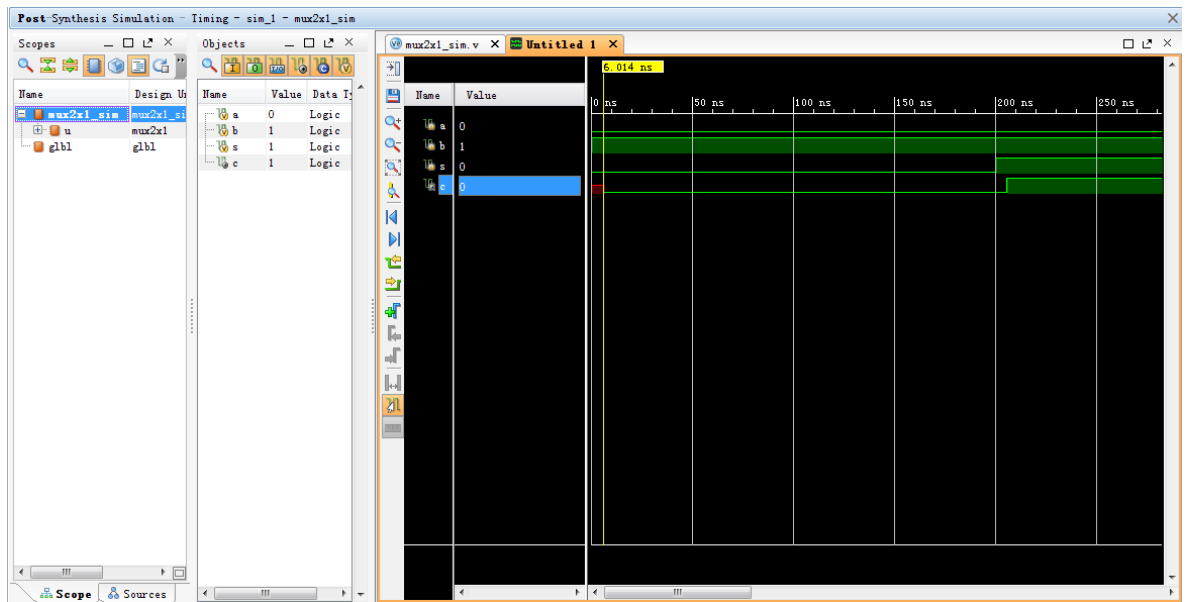 Post-Synthesis Simulation - Timing - sim_1 - mux2x1_sim
Scopes
Name Design Un
mux2x1_sim mux2x1_si
u mux2x1
glbl glbl
Scope Sources
Objects
Name Value Data Ty
a 0 Logic
b 1 Logic
s 1 Logic
c 1 Logic
mux2x1_sim.v Untitled 1
6.014 ns
Name Value
0 ns 50 ns 100 ns 150 ns 200 ns 250 ns
a 0
b 1
s 0
c 0